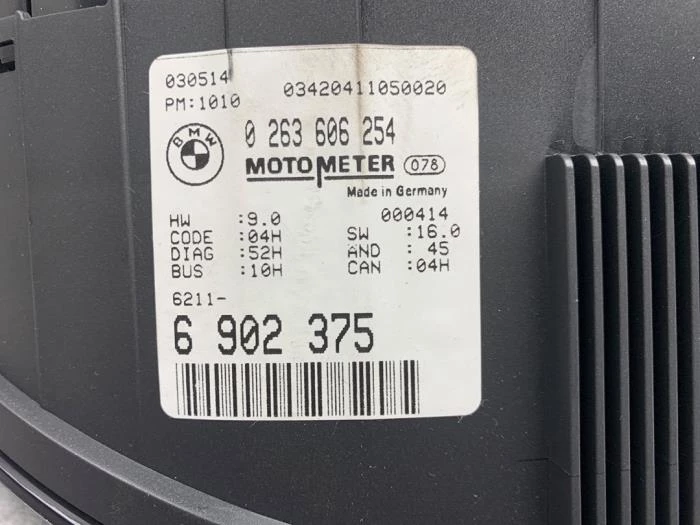 030514 03420411050020
PM:1010
BMW 0 263 606 254
MOTOMETER 078
Made in Germany
000414
HW :9.0 SW :16.0
CODE :04H AND : 45
DIAG :52H CAN :04H
BUS :10H
6211-
6 902 375